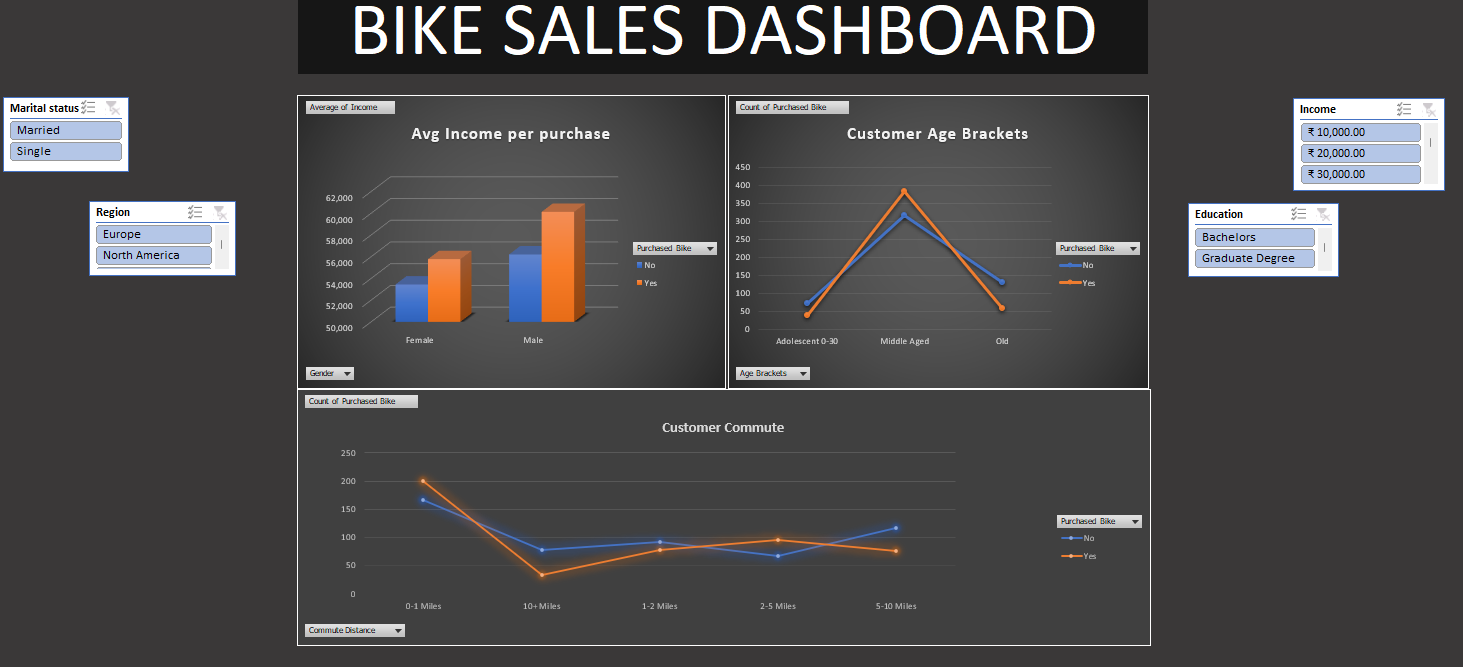 BIKE SALES DASHBOARD
Marital status
Married
Single
Region
Europe
North America
Average of Income
Avg Income per purchase
62,000
60,000
58,000
56,000
54,000
52,000
50,000
Female
Male
Purchased Bike
No
Yes
Gender
Count of Purchased Bike
Customer Age Brackets
450
400
350
300
250
200
150
100
50
0
Adolescent 0-30
Middle Aged
Old
Purchased Bike
No
Yes
Age Brackets
Income
₹ 10,000.00
₹ 20,000.00
₹ 30,000.00
Education
Bachelors
Graduate Degree
Count of Purchased Bike
Customer Commute
250
200
150
100
50
0
0-1 Miles
10+ Miles
1-2 Miles
2-5 Miles
5-10 Miles
Purchased Bike
No
Yes
Commute Distance